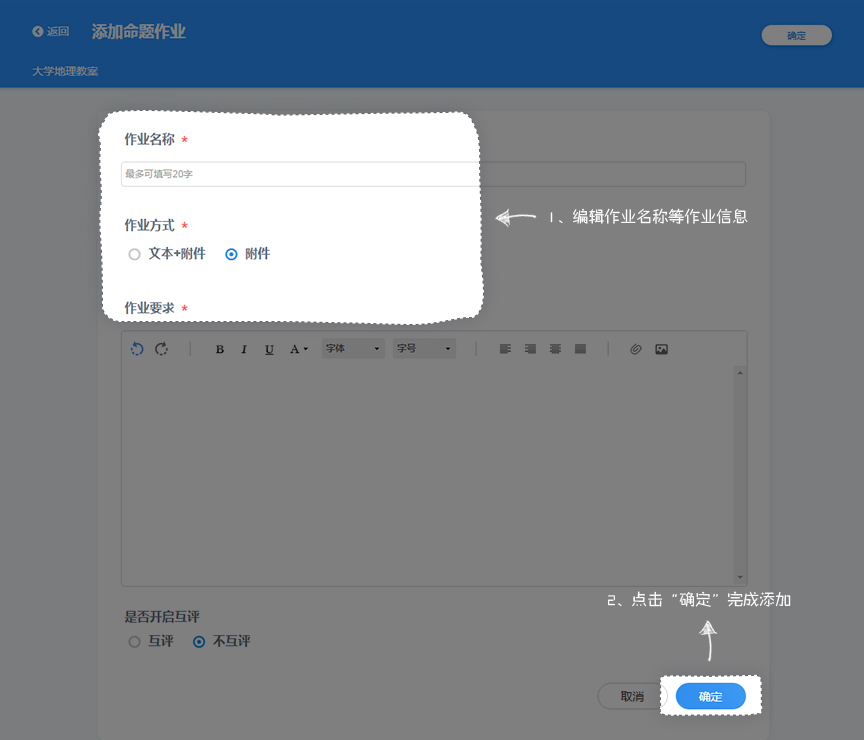 返回 添加命题作业 确定
大学地理教室
作业名称 *
最多可填写20字
1、编辑作业名称等作业信息
作业方式 *
文本+附件 附件
作业要求 *
B I U A 字体 字号
2、点击“确定”完成添加
是否开启互评
互评 不互评
取消 确定